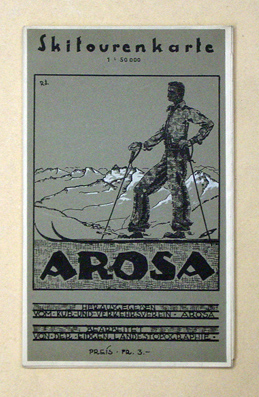 Skitourenkarte
1 : 50 000
AROSA
HERAUSGEGEBEN
VOM KUR- UND VERKEHRSVEREIN · AROSA
BEARBEITET
VON DER · EIDGEN. LANDESTOPOGRAPHIE ·
PREIS · FR. 3.–